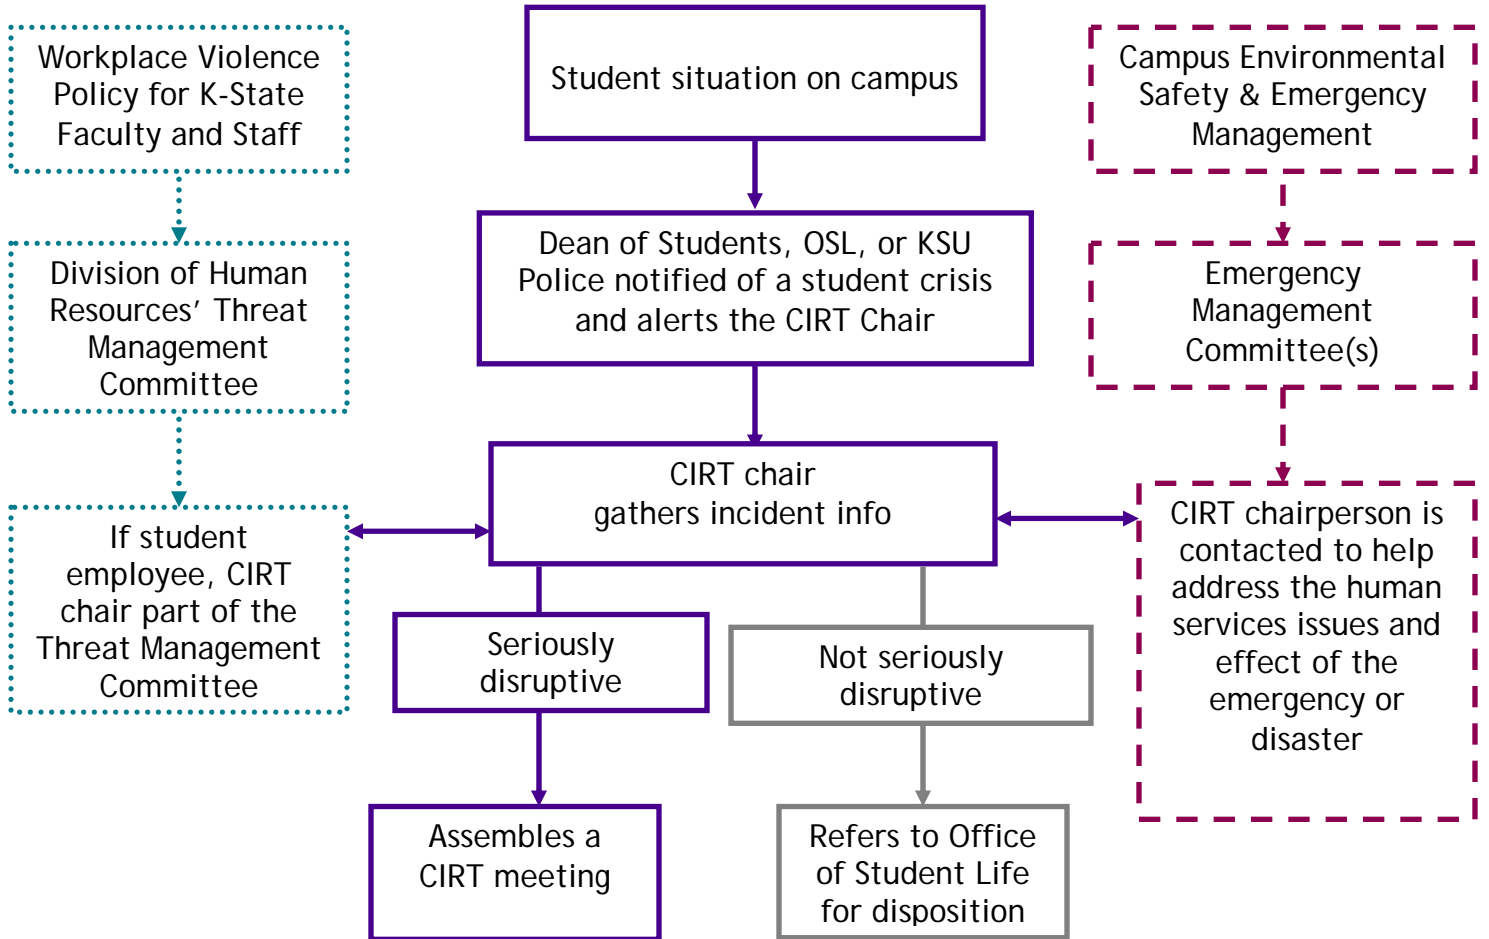 Workplace Violence
Policy for K-State
Faculty and Staff
Student situation on campus
Campus Environmental
Safety & Emergency
Management
Division of Human
Resources’ Threat
Management
Committee
Dean of Students, OSL, or KSU
Police notified of a student crisis
and alerts the CIRT Chair
Emergency
Management
Committee(s)
If student
employee, CIRT
chair part of the
Threat Management
Committee
CIRT chair
gathers incident info
CIRT chairperson is
contacted to help
address the human
services issues and
effect of the
emergency or
disaster
Seriously
disruptive
Not seriously
disruptive
Assembles a
CIRT meeting
Refers to Office
of Student Life
for disposition